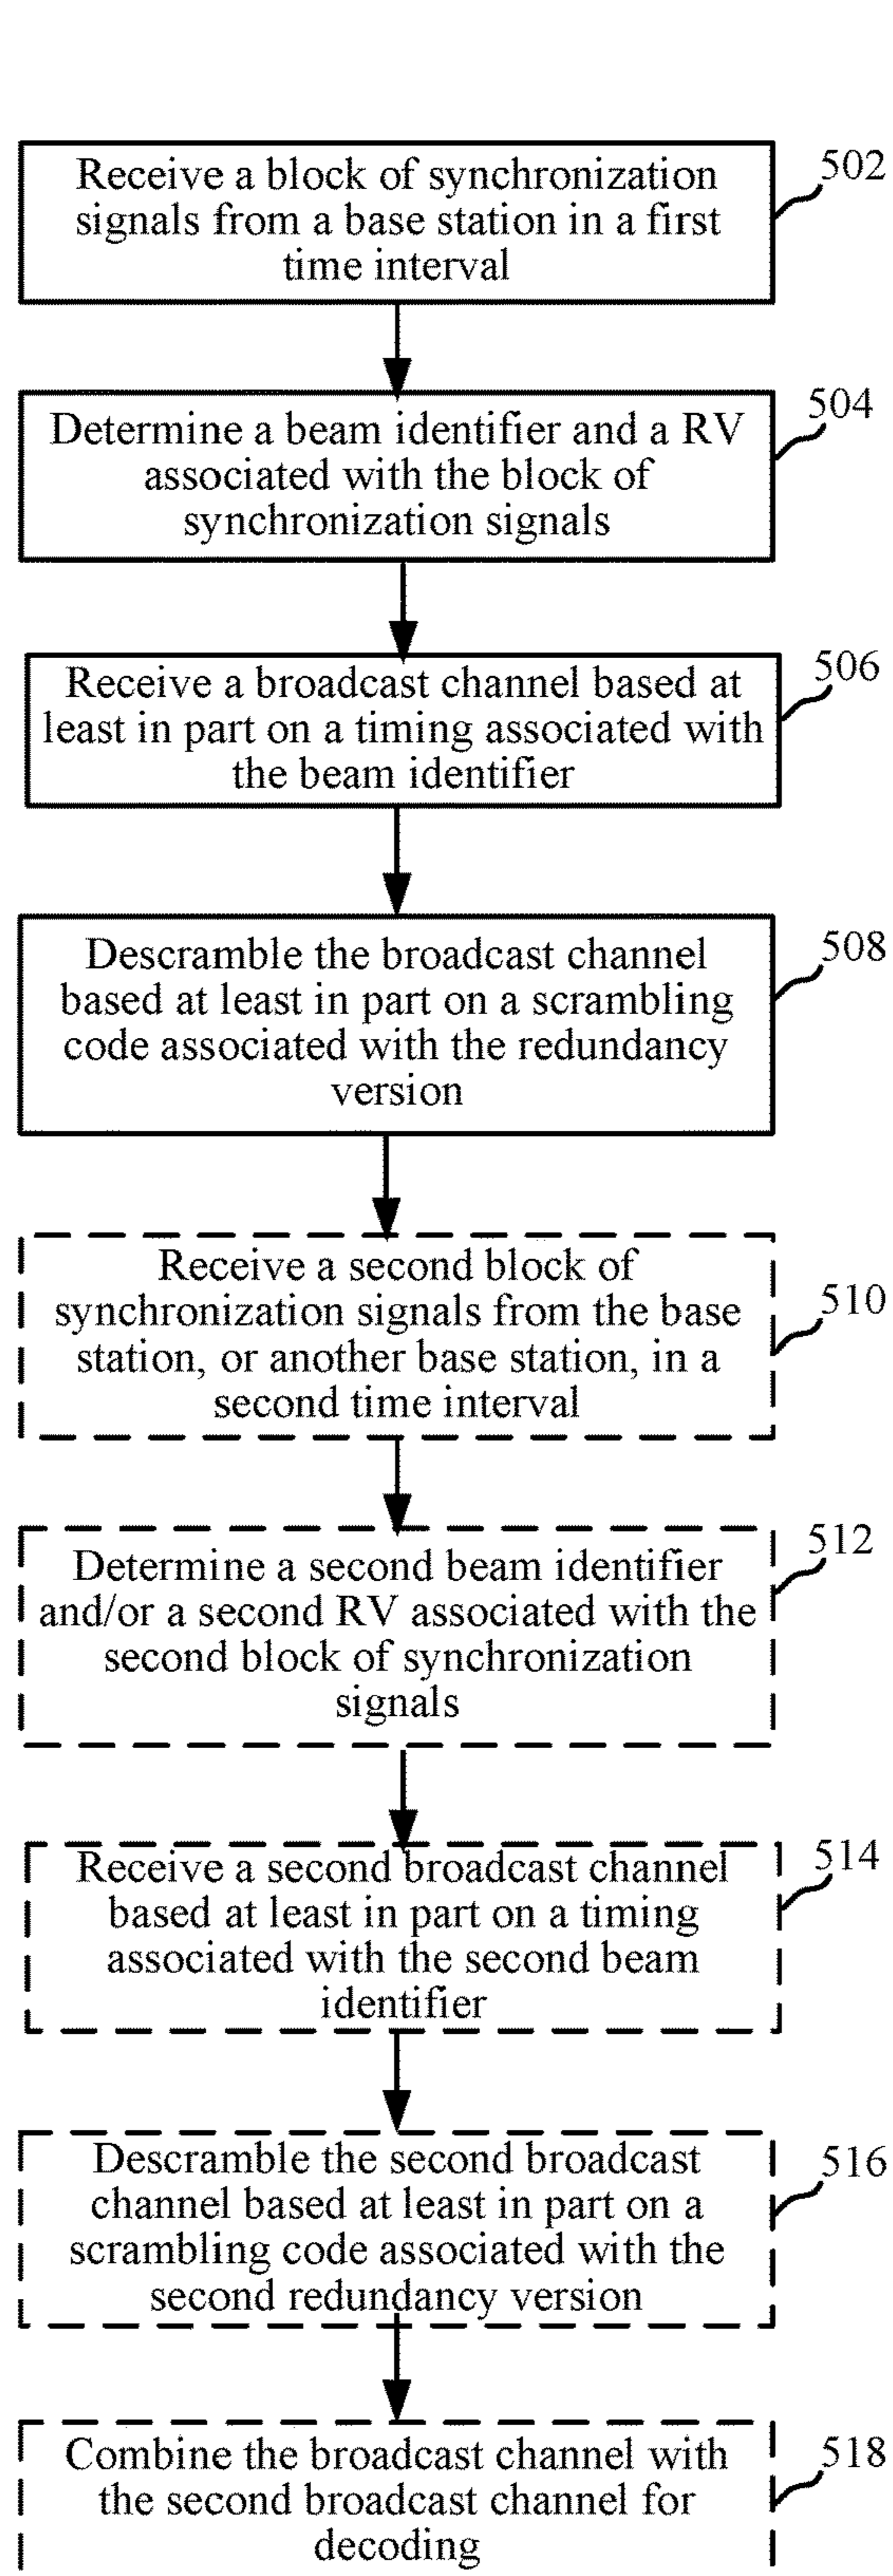 502
Receive a block of synchronization
signals from a base station in a first
time interval
504
Determine a beam identifier and a RV
associated with the block of
synchronization signals
506
Receive a broadcast channel based at
least in part on a timing associated with
the beam identifier
508
Descramble the broadcast channel
based at least in part on a scrambling
code associated with the redundancy
version
510
Receive a second block of
synchronization signals from the base
station, or another base station, in a
second time interval
512
Determine a second beam identifier
and/or a second RV associated with the
second block of synchronization
signals
514
Receive a second broadcast channel
based at least in part on a timing
associated with the second beam
identifier
516
Descramble the second broadcast
channel based at least in part on a
scrambling code associated with the
second redundancy version
518
Combine the broadcast channel with
the second broadcast channel for
decoding